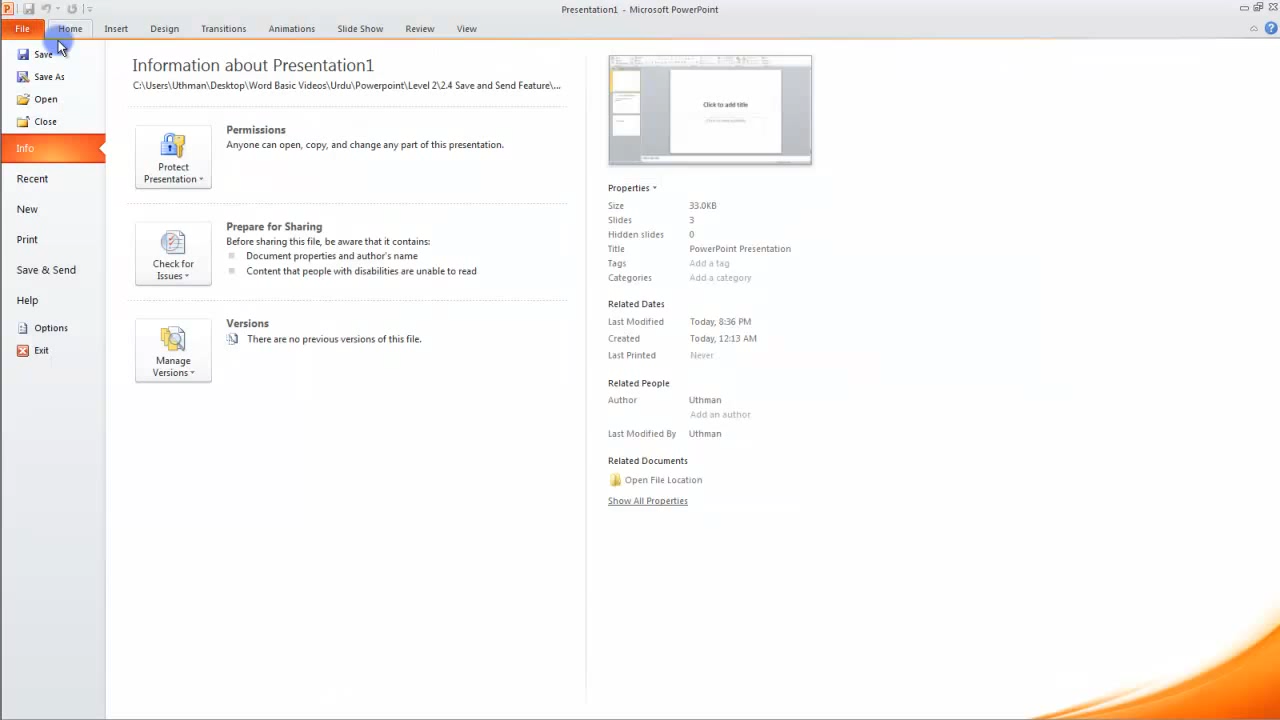 Presentation1 - Microsoft PowerPoint
File Home Insert Design Transitions Animations Slide Show Review View
Save
Save As
Open
Close
Info
Recent
New
Print
Save & Send
Help
Options
Exit
Information about Presentation1
C:\Users\Uthman\Desktop\Word Basic Videos\Urdu\Powerpoint\Level 2\2.4 Save and Send Feature\...
Protect
Presentation
Permissions
Anyone can open, copy, and change any part of this presentation.
Check for
Issues
Prepare for Sharing
Before sharing this file, be aware that it contains:
Document properties and author's name
Content that people with disabilities are unable to read
Manage
Versions
Versions
There are no previous versions of this file.
Click to add title
Properties
Size 33.0KB
Slides 3
Hidden slides 0
Title PowerPoint Presentation
Tags Add a tag
Categories Add a category
Related Dates
Last Modified Today, 8:36 PM
Created Today, 12:13 AM
Last Printed Never
Related People
Author Uthman
Add an author
Last Modified By Uthman
Related Documents
Open File Location
Show All Properties